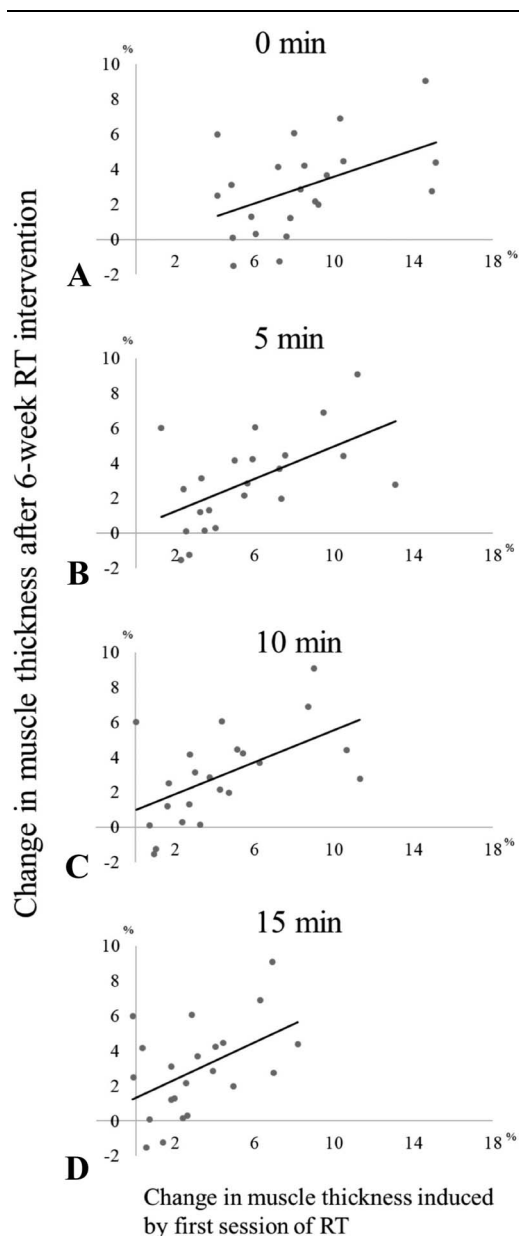 Change in muscle thickness after 6-week RT intervention
0 min
%
10
8
6
4
2
0
-2
2 6 10 14 18 %
A
5 min
%
10
8
6
4
2
0
-2
2 6 10 14 18 %
B
10 min
%
10
8
6
4
2
0
-2
2 6 10 14 18 %
C
15 min
%
10
8
6
4
2
0
-2
2 6 10 14 18 %
D
Change in muscle thickness induced
by first session of RT